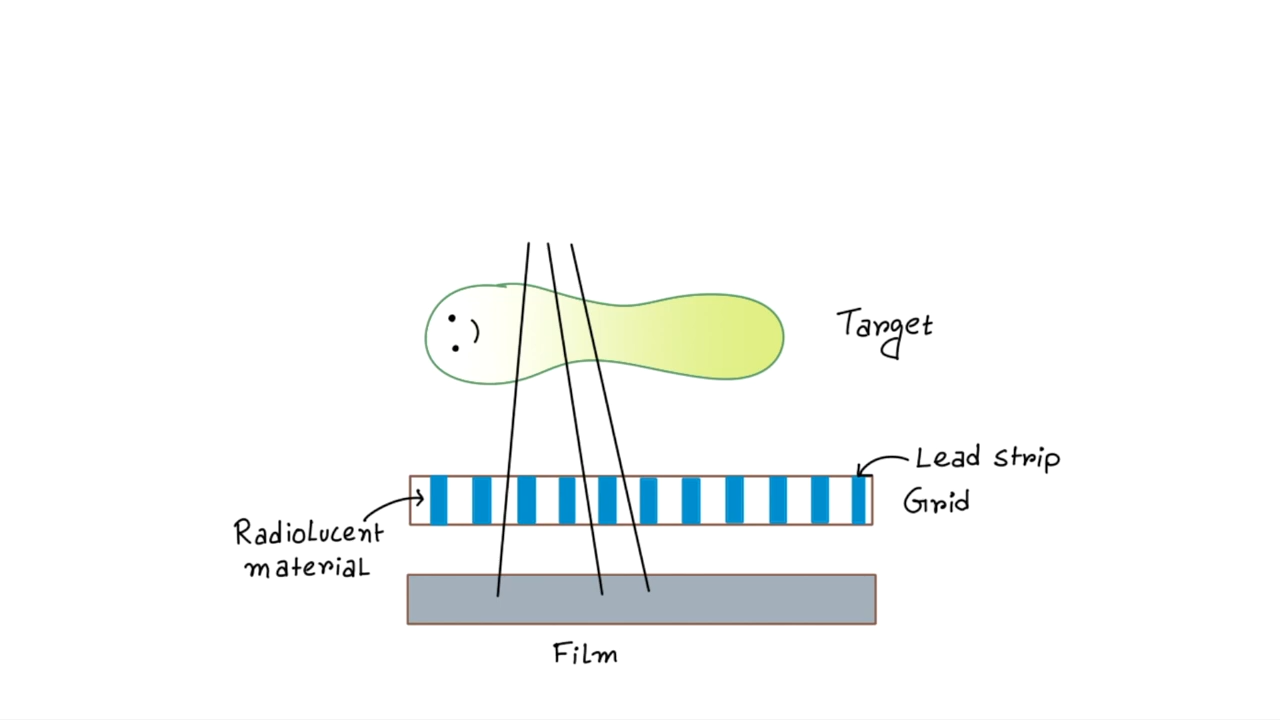 Target
Lead strip
Grid
Radiolucent
material
Film